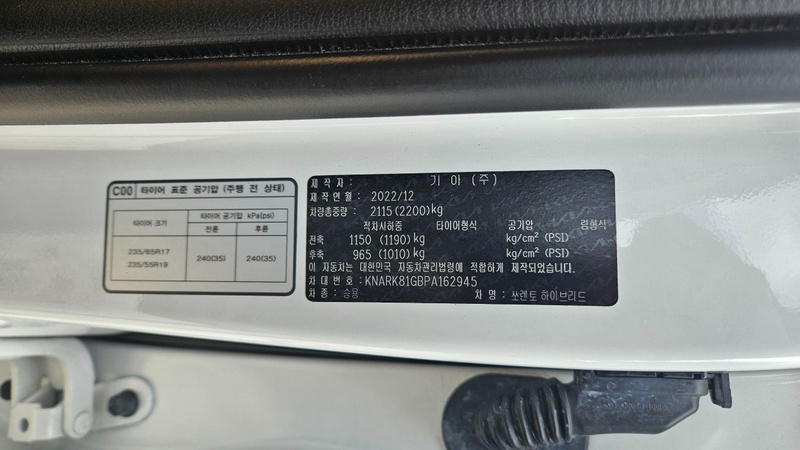 C00 타이어 표준 공기압 (주행 전 상태)
타이어 크기
타이어 공기압 kPa(psi)
전륜 후륜
235/65R17
235/55R19
240(35) 240(35)
제 작 자 : 기 아 (주)
제 작 연 월 : 2022/12
차량총중량 : 2115(2200)kg
적차시하중 타이어형식 공기압 림형식
전축 1150 (1190)kg kg/cm² (PSI)
후축 965 (1010)kg kg/cm² (PSI)
이 자동차는 대한민국 자동차관리법령에 적합하게 제작되었습니다.
차 대 번 호 : KNARK81GBPA162945
차 종 : 승용 차 명 : 쏘렌토 하이브리드